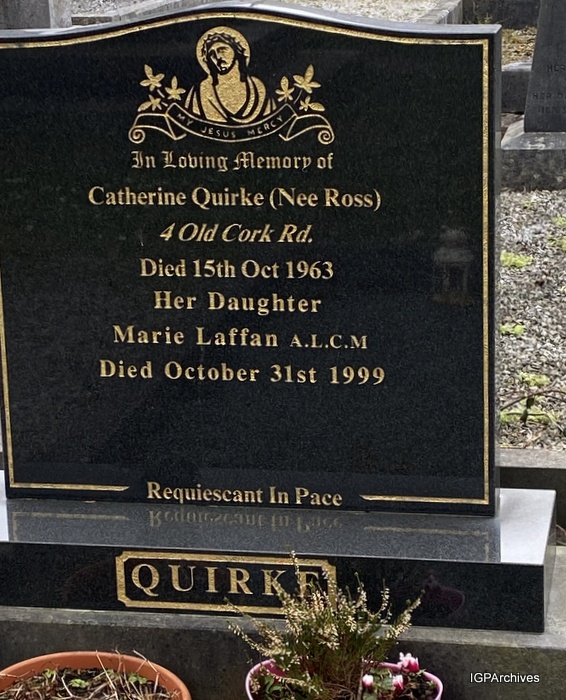 MY JESUS MERCY
In Loving Memory of
Catherine Quirke (Nee Ross)
4 Old Cork Rd.
Died 15th Oct 1963
Her Daughter
Marie Laffan A.L.C.M
Died October 31st 1999
Requiescant In Pace
QUIRKE
IGPArchives